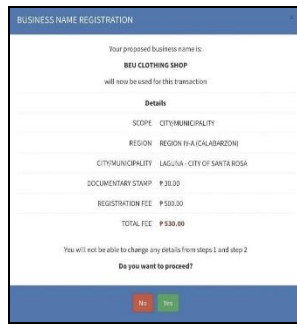 BUSINESS NAME REGISTRATION
Your proposed business name is:
BEU CLOTHING SHOP
will now be used for this transaction
Details
SCOPE CITY/MUNICIPALITY
REGION REGION IV-A (CALABARZON)
CITY/MUNICIPALITY LAGUNA - CITY OF SANTA ROSA
DOCUMENTARY STAMP ₱ 30.00
REGISTRATION FEE ₱ 500.00
TOTAL FEE ₱ 530.00
You will not be able to change any details from steps 1 and step 2
Do you want to proceed?
No Yes